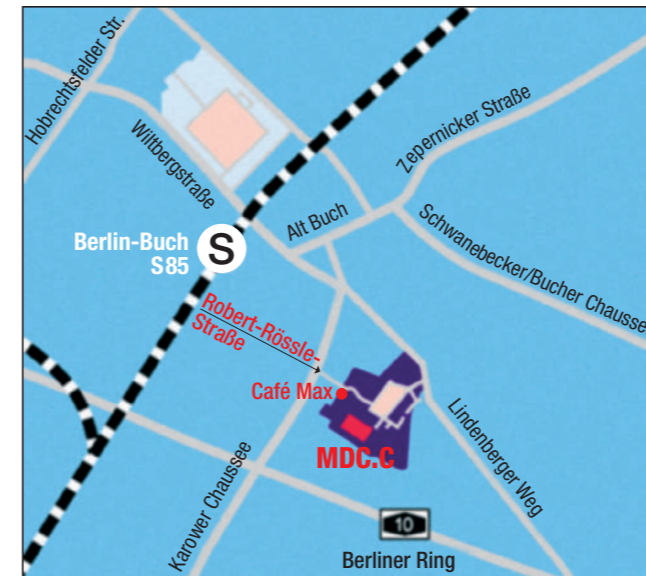 Hobrechtsfelder Str.
Wiltbergstraße
Zepernicker Straße
Alt Buch
Schwanebecker/Bucher Chaussee
Berlin-Buch
S85
S
Robert-Rössle-
Straße
Café Max
MDC.C
Lindenberger Weg
Karower Chaussee
10
Berliner Ring